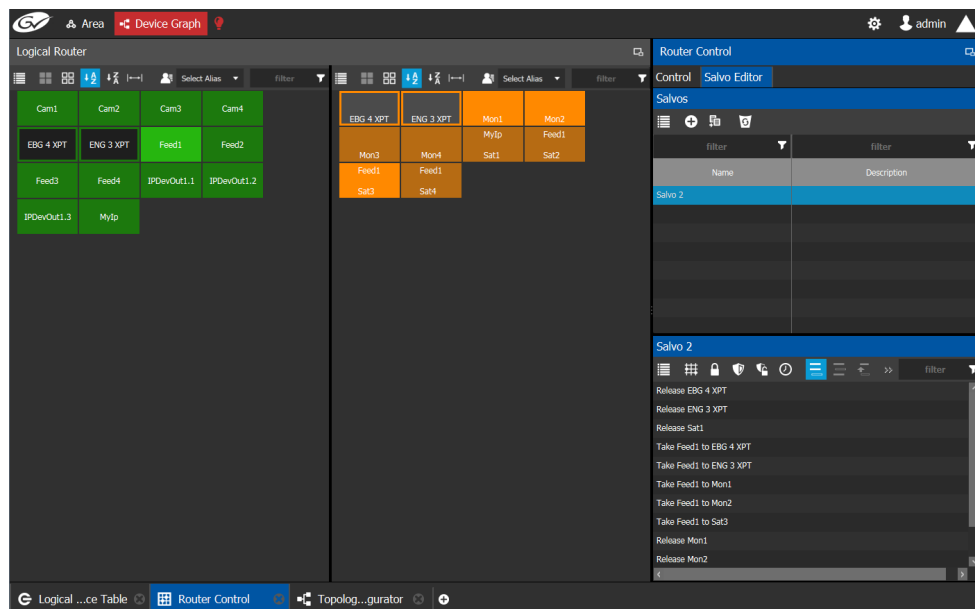 GV Area Device Graph admin
Logical Router
Router Control
Select Alias filter
Select Alias filter
Control Salvo Editor
Cam1 Cam2 Cam3 Cam4
EBG 4 XPT ENG 3 XPT Feed1 Feed2
Feed3 Feed4 IPDevOut1.1 IPDevOut1.2
IPDevOut1.3 MyIp
EBG 4 XPT ENG 3 XPT Mon1 Mon2
MyIp Feed1
Mon3 Mon4 Sat1 Sat2
Feed1 Feed1
Sat3 Sat4
Salvos
filter filter
Name Description
Salvo 2
Salvo 2
filter
Release EBG 4 XPT
Release ENG 3 XPT
Release Sat1
Take Feed1 to EBG 4 XPT
Take Feed1 to ENG 3 XPT
Take Feed1 to Mon1
Take Feed1 to Mon2
Take Feed1 to Sat3
Release Mon1
Release Mon2
Logical ...ce Table Router Control Topolog...gurator